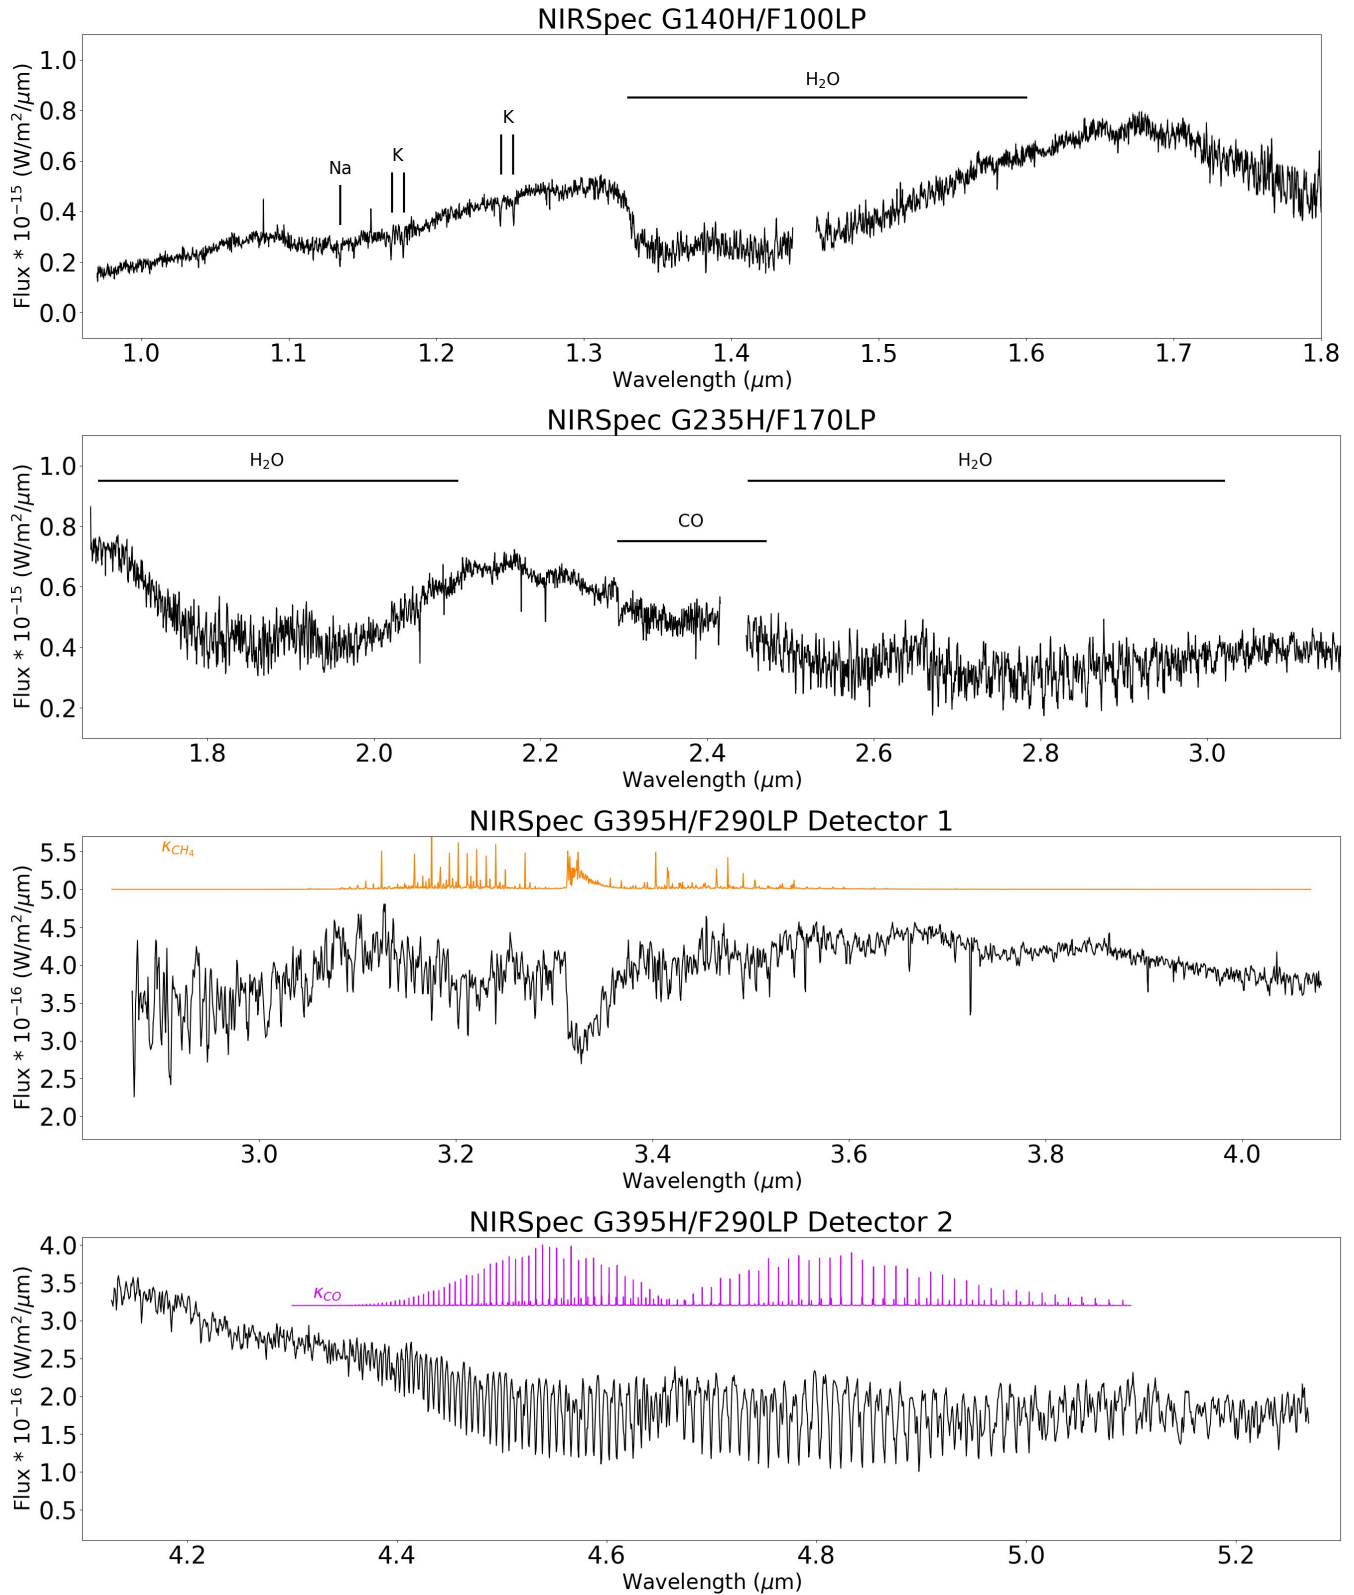 NIRSpec G140H/F100LP
Flux * 10⁻¹⁵ (W/m²/μm)
1.0
0.8
0.6
0.4
0.2
0.0
Na
K
K
H₂O
1.0 1.1 1.2 1.3 1.4 1.5 1.6 1.7 1.8
Wavelength (μm)
NIRSpec G235H/F170LP
Flux * 10⁻¹⁵ (W/m²/μm)
1.0
0.8
0.6
0.4
0.2
H₂O
CO
H₂O
1.8 2.0 2.2 2.4 2.6 2.8 3.0
Wavelength (μm)
NIRSpec G395H/F290LP Detector 1
Flux * 10⁻¹⁶ (W/m²/μm)
5.5
5.0
4.5
4.0
3.5
3.0
2.5
2.0
κ_CH₄
3.0 3.2 3.4 3.6 3.8 4.0
Wavelength (μm)
NIRSpec G395H/F290LP Detector 2
Flux * 10⁻¹⁶ (W/m²/μm)
4.0
3.5
3.0
2.5
2.0
1.5
1.0
0.5
κ_CO
4.2 4.4 4.6 4.8 5.0 5.2
Wavelength (μm)